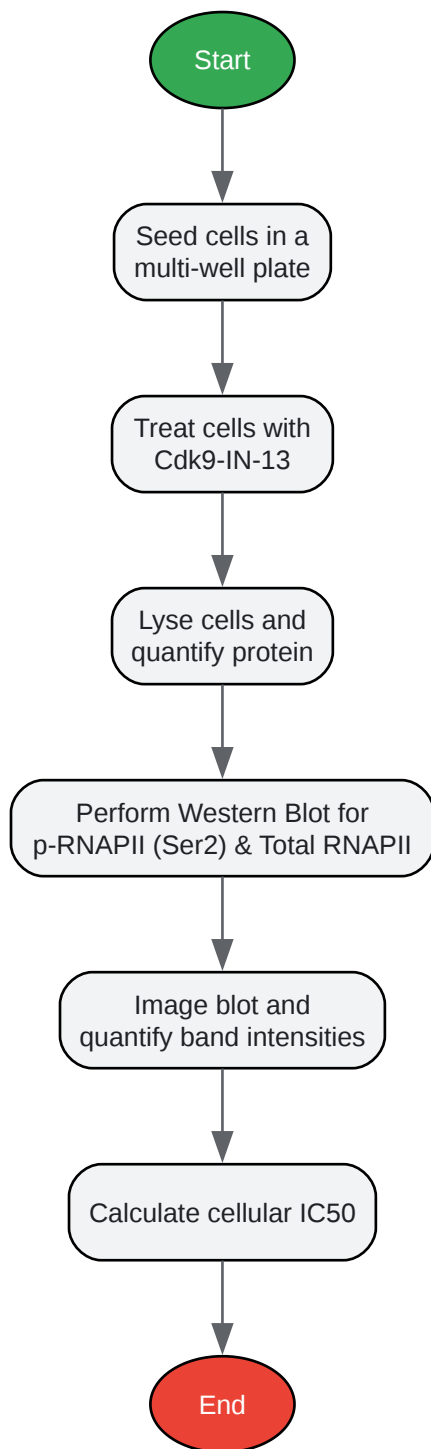 Start
Seed cells in a
multi-well plate
Treat cells with
Cdk9-IN-13
Lyse cells and
quantify protein
Perform Western Blot for
p-RNAPII (Ser2) & Total RNAPII
Image blot and
quantify band intensities
Calculate cellular IC50
End